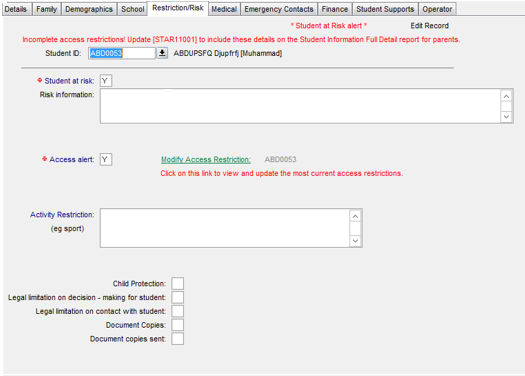 Details Family Demographics School Restriction/Risk Medical Emergency Contacts Finance Student Supports Operator
* Student at Risk alert * Edit Record
Incomplete access restrictions! Update [STAR11001] to include these details on the Student Information Full Detail report for parents.
Student ID: ABD0053 ABDUPSFQ Djupfrfj [Muhammad]
Student at risk: Y
Risk information:
Access alert: Y Modify Access Restriction: ABD0053
Click on this link to view and update the most current access restrictions.
Activity Restriction:
(eg sport)
Child Protection:
Legal limitation on decision - making for student:
Legal limitation on contact with student:
Document Copies:
Document copies sent: